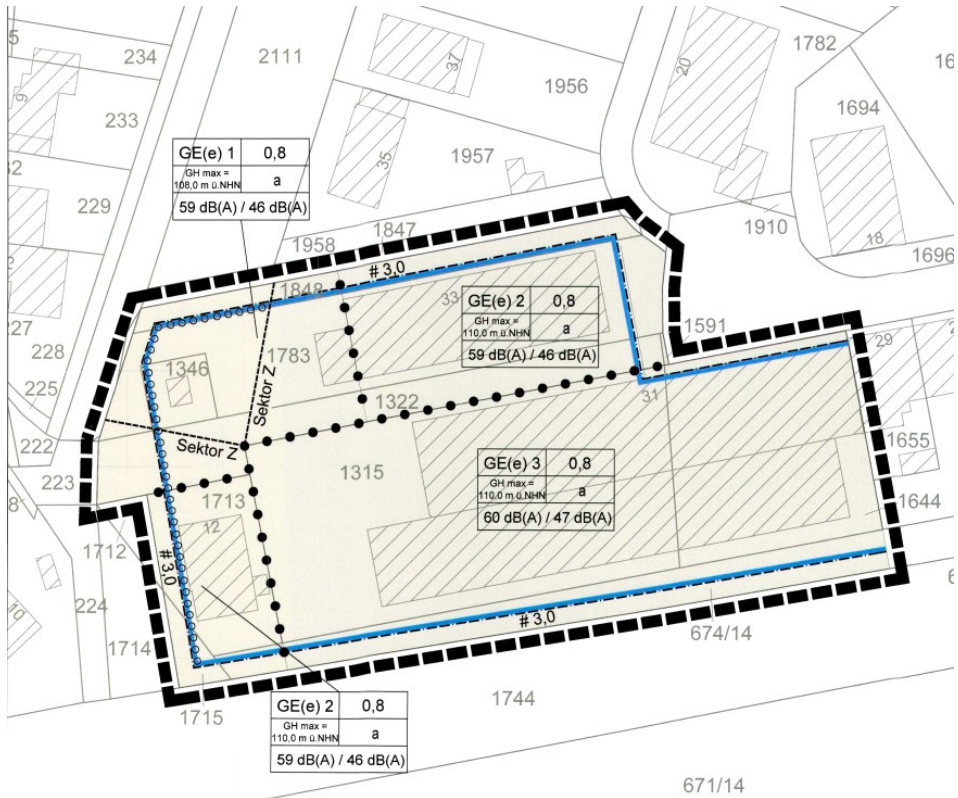 234
2111
37
1956
20
1782
9
233
1694
35
1957
229
GE(e) 1 0,8
GH max =
108,0 m ü.NHN a
59 dB(A) / 46 dB(A)
1910
18
1696
1847
1958
# 3,0
1848
33
GE(e) 2 0,8
GH max =
110,0 m ü.NHN a
59 dB(A) / 46 dB(A)
1591
29
228
225
1346
1783
Sektor Z
1322
31
222
Sektor Z
1655
223
1315
GE(e) 3 0,8
GH max =
110,0 m ü.NHN a
60 dB(A) / 47 dB(A)
1713
12
1644
1712
# 3,0
224
10
1714
# 3,0
674/14
1715
1744
GE(e) 2 0,8
GH max =
110,0 m ü.NHN a
59 dB(A) / 46 dB(A)
671/14